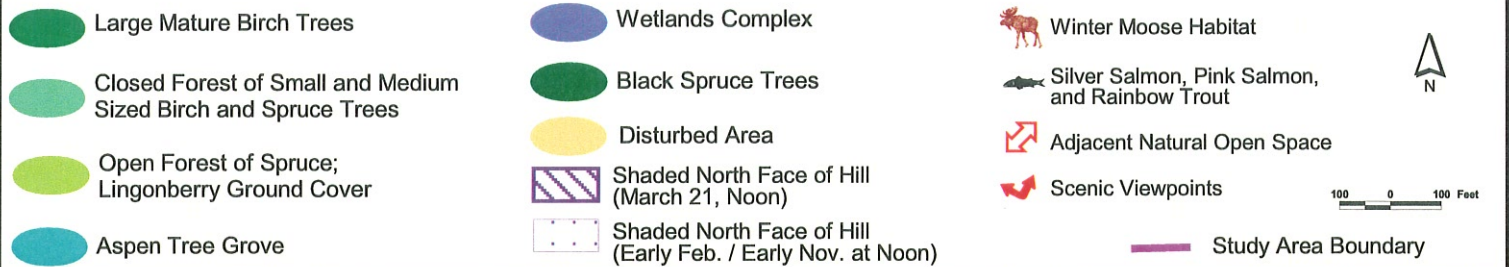 Large Mature Birch Trees
Closed Forest of Small and Medium
Sized Birch and Spruce Trees
Open Forest of Spruce;
Lingonberry Ground Cover
Aspen Tree Grove
Wetlands Complex
Black Spruce Trees
Disturbed Area
Shaded North Face of Hill
(March 21, Noon)
Shaded North Face of Hill
(Early Feb. / Early Nov. at Noon)
Winter Moose Habitat
Silver Salmon, Pink Salmon,
and Rainbow Trout
Adjacent Natural Open Space
Scenic Viewpoints
N
100 0 100 Feet
Study Area Boundary